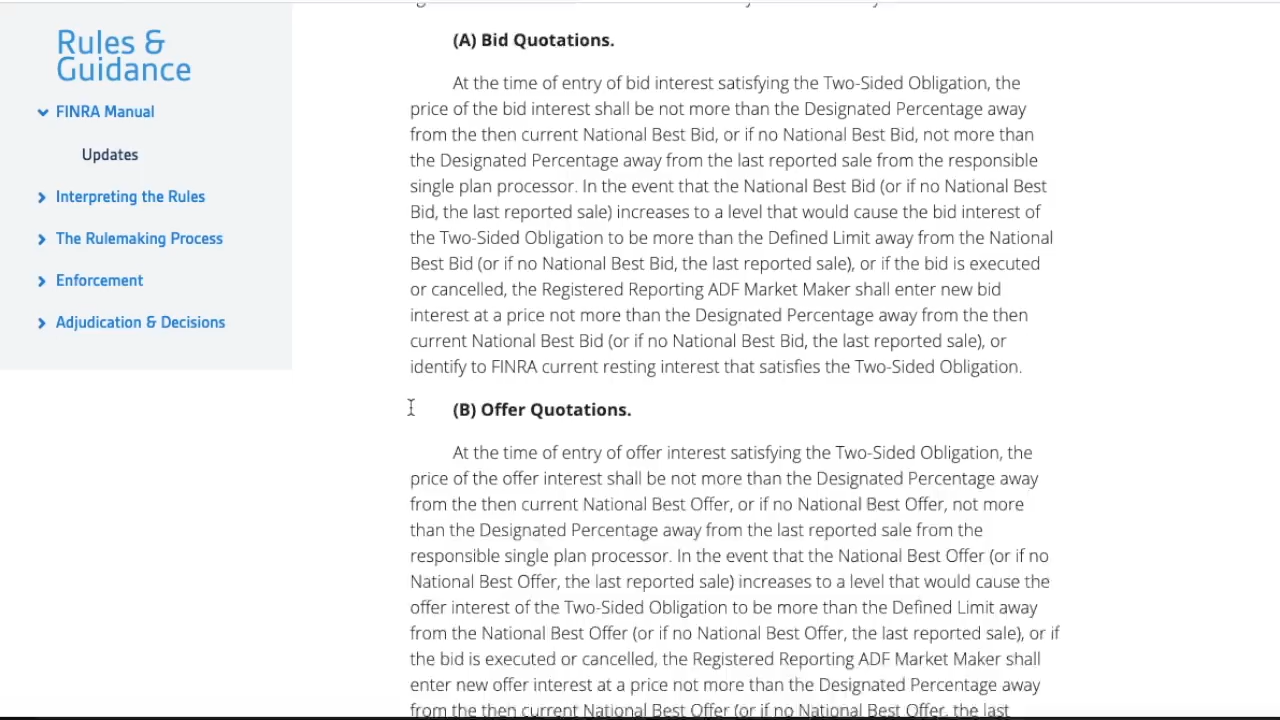 Rules &
Guidance
FINRA Manual
Updates
Interpreting the Rules
The Rulemaking Process
Enforcement
Adjudication & Decisions
(A) Bid Quotations.
At the time of entry of bid interest satisfying the Two-Sided Obligation, the
price of the bid interest shall be not more than the Designated Percentage away
from the then current National Best Bid, or if no National Best Bid, not more than
the Designated Percentage away from the last reported sale from the responsible
single plan processor. In the event that the National Best Bid (or if no National Best
Bid, the last reported sale) increases to a level that would cause the bid interest of
the Two-Sided Obligation to be more than the Defined Limit away from the National
Best Bid (or if no National Best Bid, the last reported sale), or if the bid is executed
or cancelled, the Registered Reporting ADF Market Maker shall enter new bid
interest at a price not more than the Designated Percentage away from the then
current National Best Bid (or if no National Best Bid, the last reported sale), or
identify to FINRA current resting interest that satisfies the Two-Sided Obligation.
(B) Offer Quotations.
At the time of entry of offer interest satisfying the Two-Sided Obligation, the
price of the offer interest shall be not more than the Designated Percentage away
from the then current National Best Offer, or if no National Best Offer, not more
than the Designated Percentage away from the last reported sale from the
responsible single plan processor. In the event that the National Best Offer (or if no
National Best Offer, the last reported sale) increases to a level that would cause the
offer interest of the Two-Sided Obligation to be more than the Defined Limit away
from the National Best Offer (or if no National Best Offer, the last reported sale), or if
the bid is executed or cancelled, the Registered Reporting ADF Market Maker shall
enter new offer interest at a price not more than the Designated Percentage away
from the then current National Best Offer (or if no National Best Offer, the last